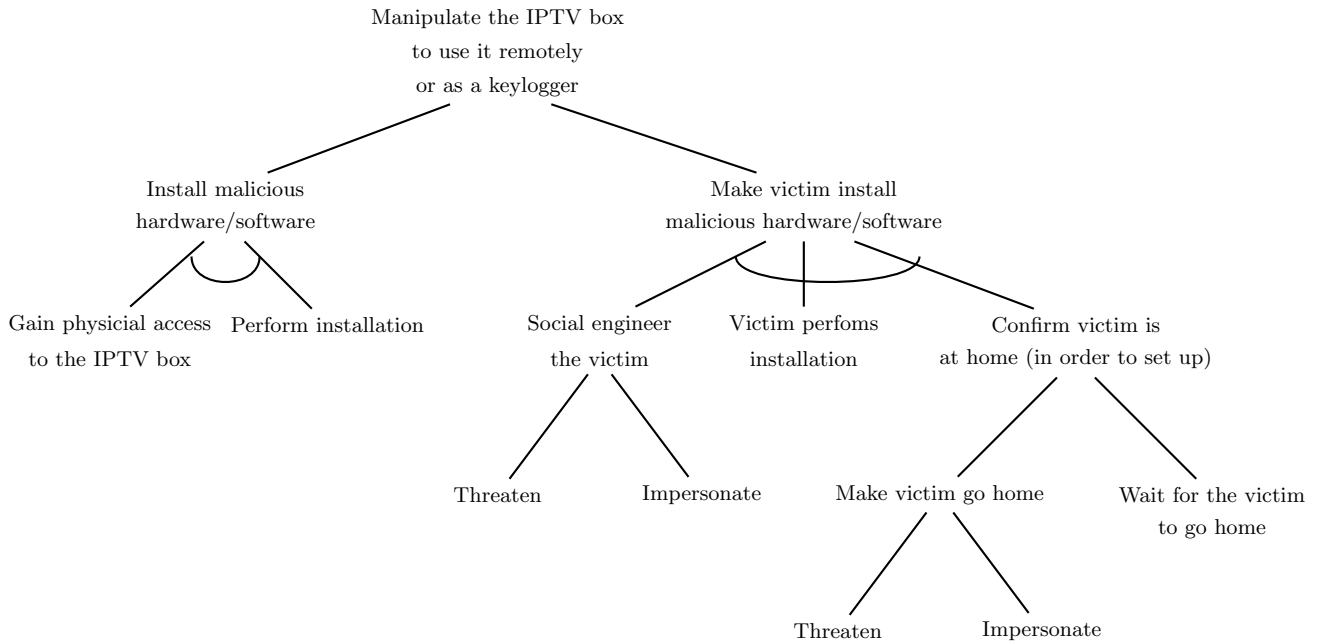 Manipulate the IPTV box
to use it remotely
or as a keylogger
Install malicious
hardware/software
Make victim install
malicious hardware/software
Gain physicial access
to the IPTV box
Perform installation
Social engineer
the victim
Victim perfoms
installation
Confirm victim is
at home (in order to set up)
Threaten
Impersonate
Make victim go home
Wait for the victim
to go home
Threaten
Impersonate